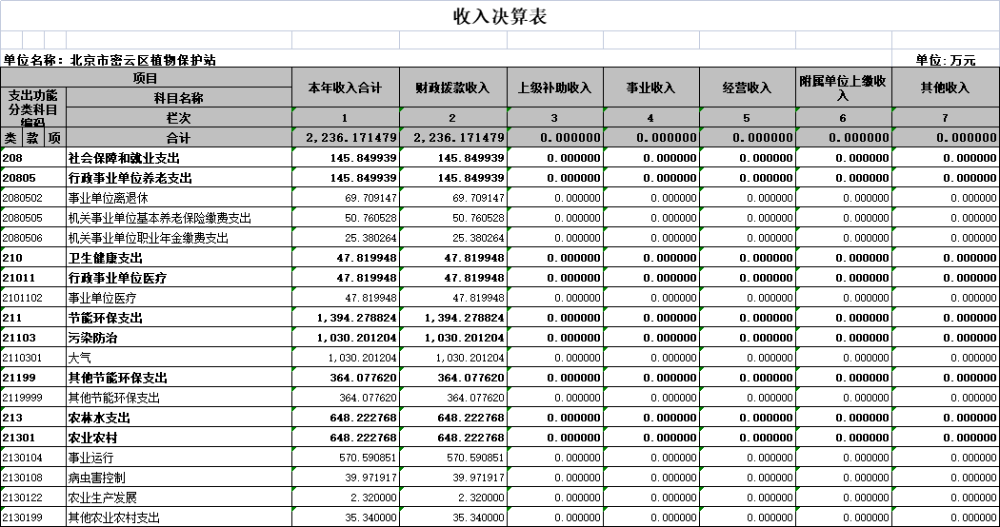 收入决算表
单位名称：北京市密云区植物保护站 单位：万元
项目 本年收入合计 财政拨款收入 上级补助收入 事业收入 经营收入 附属单位上缴收入 其他收入
支出功能分类科目编码 科目名称
栏次 1 2 3 4 5 6 7
类 款 项 合计 2,236.171479 2,236.171479 0.000000 0.000000 0.000000 0.000000 0.000000
208 社会保障和就业支出 145.849939 145.849939 0.000000 0.000000 0.000000 0.000000 0.000000
20805 行政事业单位养老支出 145.849939 145.849939 0.000000 0.000000 0.000000 0.000000 0.000000
2080502 事业单位离退休 69.709147 69.709147 0.000000 0.000000 0.000000 0.000000 0.000000
2080505 机关事业单位基本养老保险缴费支出 50.760528 50.760528 0.000000 0.000000 0.000000 0.000000 0.000000
2080506 机关事业单位职业年金缴费支出 25.380264 25.380264 0.000000 0.000000 0.000000 0.000000 0.000000
210 卫生健康支出 47.819948 47.819948 0.000000 0.000000 0.000000 0.000000 0.000000
21011 行政事业单位医疗 47.819948 47.819948 0.000000 0.000000 0.000000 0.000000 0.000000
2101102 事业单位医疗 47.819948 47.819948 0.000000 0.000000 0.000000 0.000000 0.000000
211 节能环保支出 1,394.278824 1,394.278824 0.000000 0.000000 0.000000 0.000000 0.000000
21103 污染防治 1,030.201204 1,030.201204 0.000000 0.000000 0.000000 0.000000 0.000000
2110301 大气 1,030.201204 1,030.201204 0.000000 0.000000 0.000000 0.000000 0.000000
21199 其他节能环保支出 364.077620 364.077620 0.000000 0.000000 0.000000 0.000000 0.000000
2119999 其他节能环保支出 364.077620 364.077620 0.000000 0.000000 0.000000 0.000000 0.000000
213 农林水支出 648.222768 648.222768 0.000000 0.000000 0.000000 0.000000 0.000000
21301 农业农村 648.222768 648.222768 0.000000 0.000000 0.000000 0.000000 0.000000
2130104 事业运行 570.590851 570.590851 0.000000 0.000000 0.000000 0.000000 0.000000
2130108 病虫害控制 39.971917 39.971917 0.000000 0.000000 0.000000 0.000000 0.000000
2130122 农业生产发展 2.320000 2.320000 0.000000 0.000000 0.000000 0.000000 0.000000
2130199 其他农业农村支出 35.340000 35.340000 0.000000 0.000000 0.000000 0.000000 0.000000